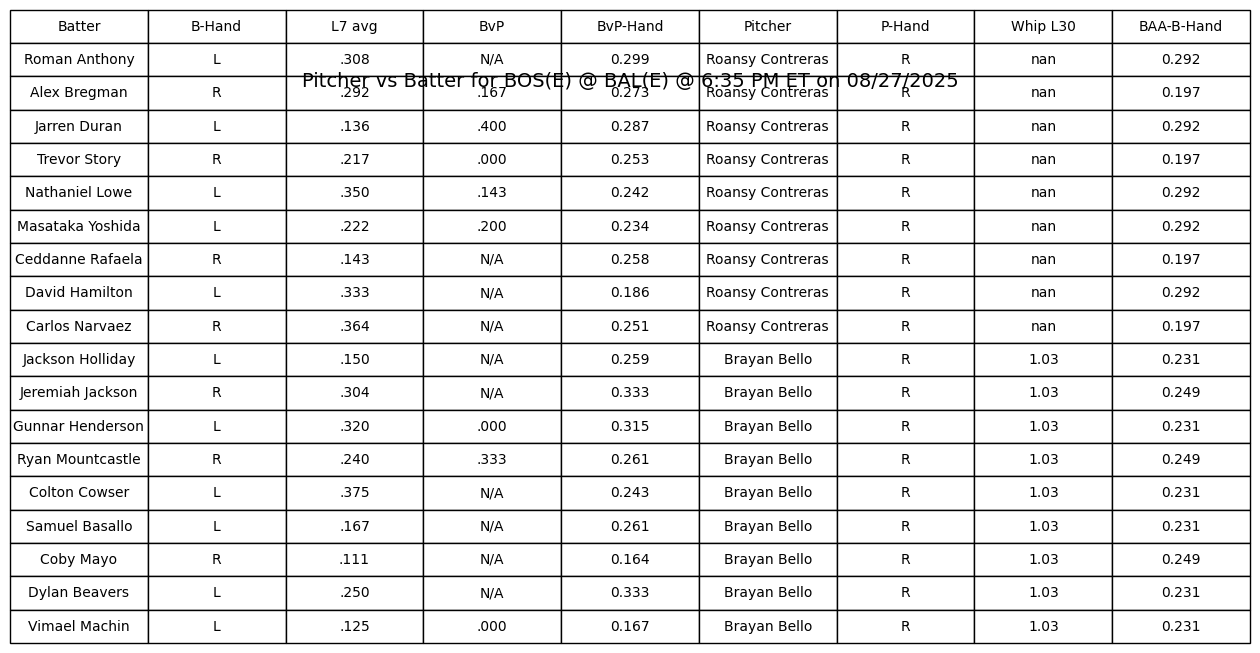 Batter B-Hand L7 avg BvP BvP-Hand Pitcher P-Hand Whip L30 BAA-B-Hand
Roman Anthony L .308 N/A 0.299 Roansy Contreras R nan 0.292
Pitcher vs Batter for BOS(E) @ BAL(E) @ 6:35 PM ET on 08/27/2025
Alex Bregman R .292 .167 0.273 Roansy Contreras R nan 0.197
Jarren Duran L .136 .400 0.287 Roansy Contreras R nan 0.292
Trevor Story R .217 .000 0.253 Roansy Contreras R nan 0.197
Nathaniel Lowe L .350 .143 0.242 Roansy Contreras R nan 0.292
Masataka Yoshida L .222 .200 0.234 Roansy Contreras R nan 0.292
Ceddanne Rafaela R .143 N/A 0.258 Roansy Contreras R nan 0.197
David Hamilton L .333 N/A 0.186 Roansy Contreras R nan 0.292
Carlos Narvaez R .364 N/A 0.251 Roansy Contreras R nan 0.197
Jackson Holliday L .150 N/A 0.259 Brayan Bello R 1.03 0.231
Jeremiah Jackson R .304 N/A 0.333 Brayan Bello R 1.03 0.249
Gunnar Henderson L .320 .000 0.315 Brayan Bello R 1.03 0.231
Ryan Mountcastle R .240 .333 0.261 Brayan Bello R 1.03 0.249
Colton Cowser L .375 N/A 0.243 Brayan Bello R 1.03 0.231
Samuel Basallo L .167 N/A 0.261 Brayan Bello R 1.03 0.231
Coby Mayo R .111 N/A 0.164 Brayan Bello R 1.03 0.249
Dylan Beavers L .250 N/A 0.333 Brayan Bello R 1.03 0.231
Vimael Machin L .125 .000 0.167 Brayan Bello R 1.03 0.231